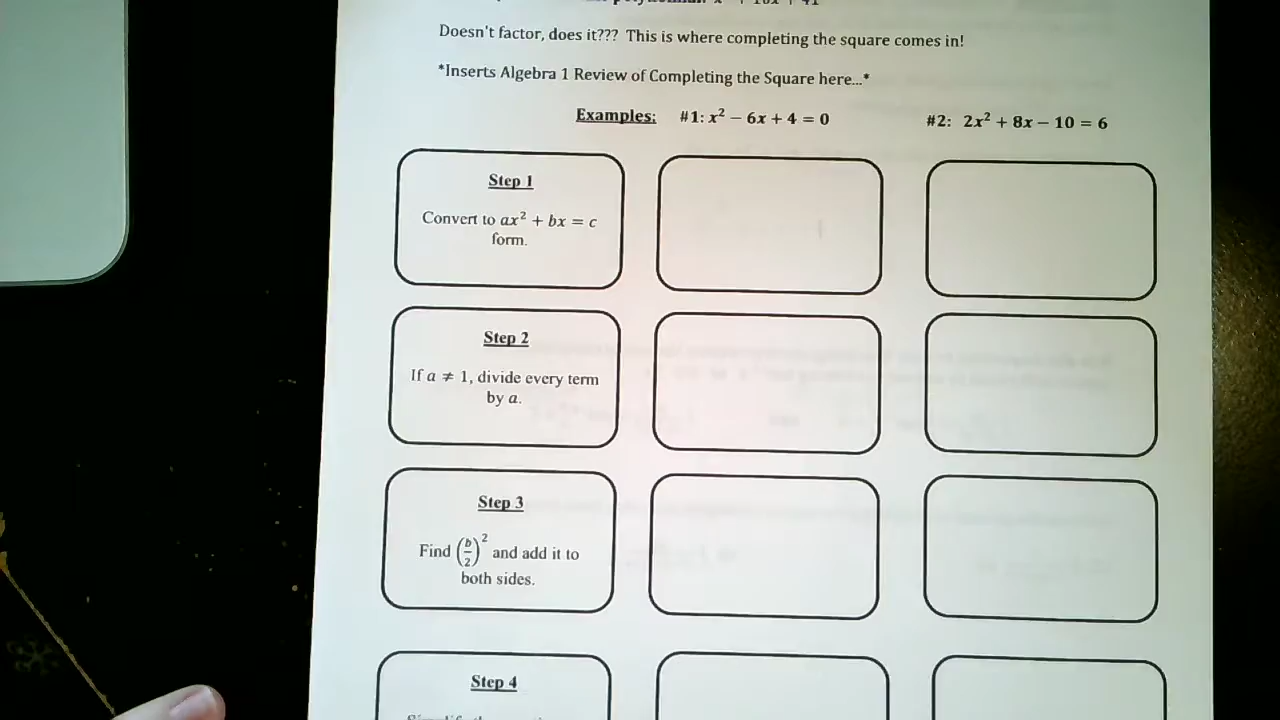 Doesn't factor, does it??? This is where completing the square comes in!
*Inserts Algebra 1 Review of Completing the Square here...*
Examples: #1: x² − 6x + 4 = 0 #2: 2x² + 8x − 10 = 6
Step 1
Convert to ax² + bx = c
form.
Step 2
If a ≠ 1, divide every term
by a.
Step 3
Find (b/2)² and add it to
both sides.
Step 4